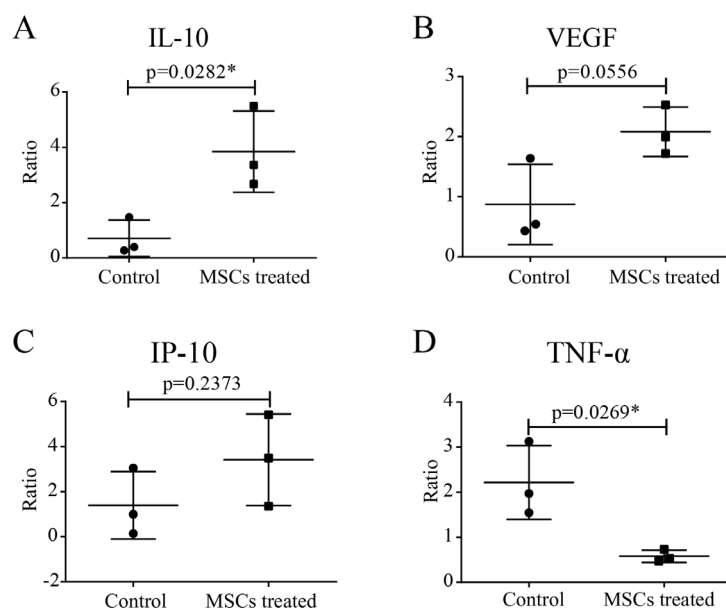 A
IL-10
p=0.0282*
6
4
2
0
Ratio
Control MSCs treated
B
VEGF
p=0.0556
3
2
1
0
Ratio
Control MSCs treated
C
IP-10
p=0.2373
6
4
2
0
-2
Ratio
Control MSCs treated
D
TNF-α
p=0.0269*
4
3
2
1
0
Ratio
Control MSCs treated